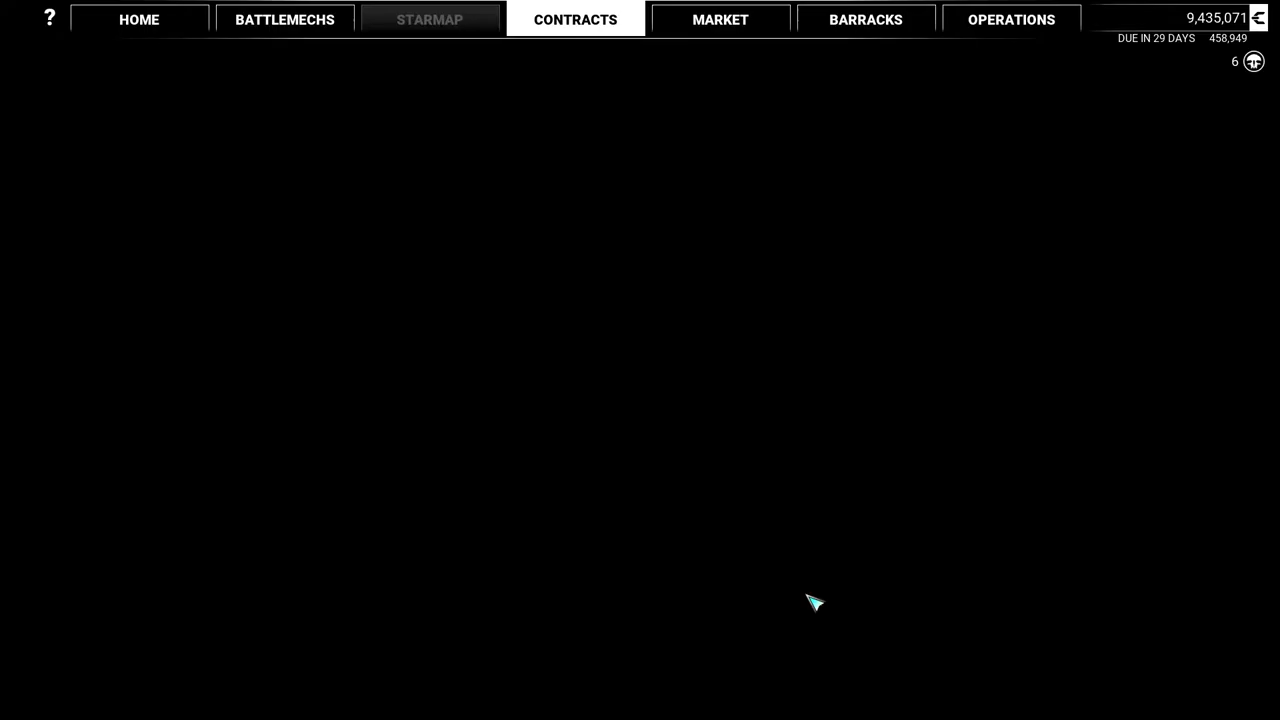 ? HOME BATTLEMECHS STARMAP CONTRACTS MARKET BARRACKS OPERATIONS 9,435,071
DUE IN 29 DAYS 458,949
6